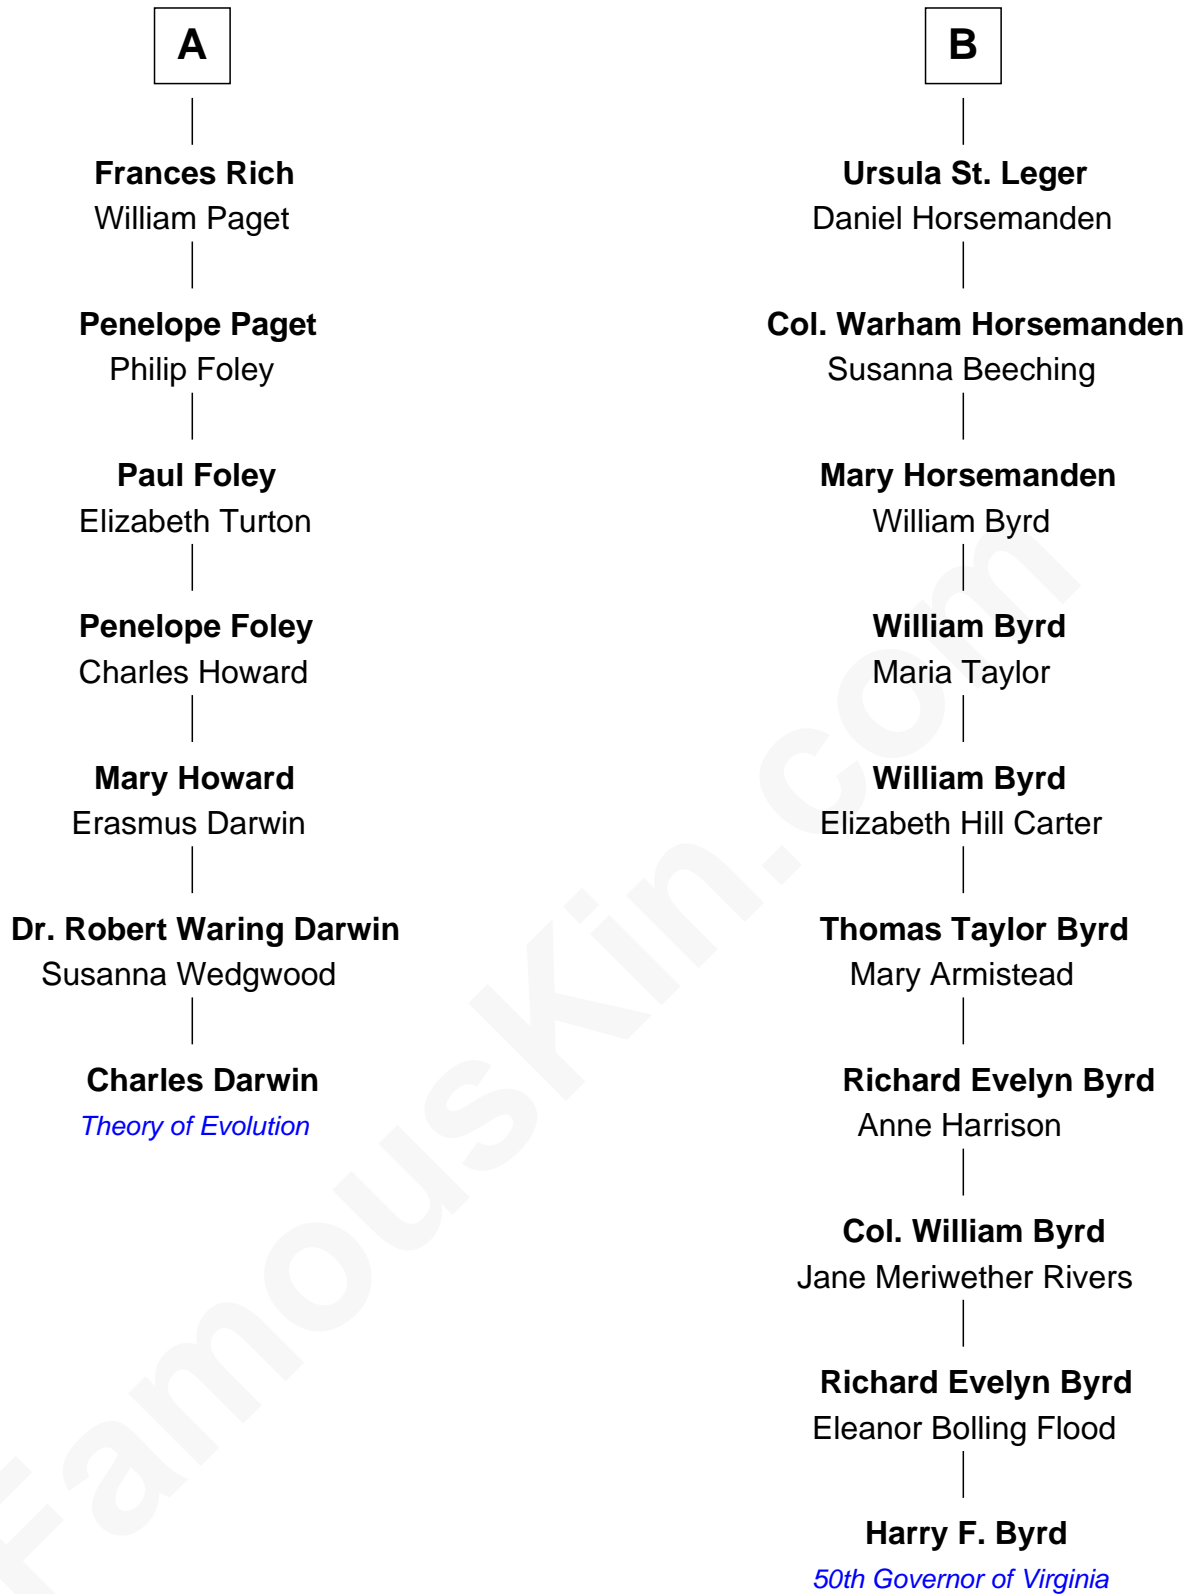 A
Frances Rich
William Paget
Penelope Paget
Philip Foley
Paul Foley
Elizabeth Turton
Penelope Foley
Charles Howard
Mary Howard
Erasmus Darwin
Dr. Robert Waring Darwin
Susanna Wedgwood
Charles Darwin
Theory of Evolution
B
Ursula St. Leger
Daniel Horsemanden
Col. Warham Horsemanden
Susanna Beeching
Mary Horsemanden
William Byrd
William Byrd
Maria Taylor
William Byrd
Elizabeth Hill Carter
Thomas Taylor Byrd
Mary Armistead
Richard Evelyn Byrd
Anne Harrison
Col. William Byrd
Jane Meriwether Rivers
Richard Evelyn Byrd
Eleanor Bolling Flood
Harry F. Byrd
50th Governor of Virginia
FamousKin.com